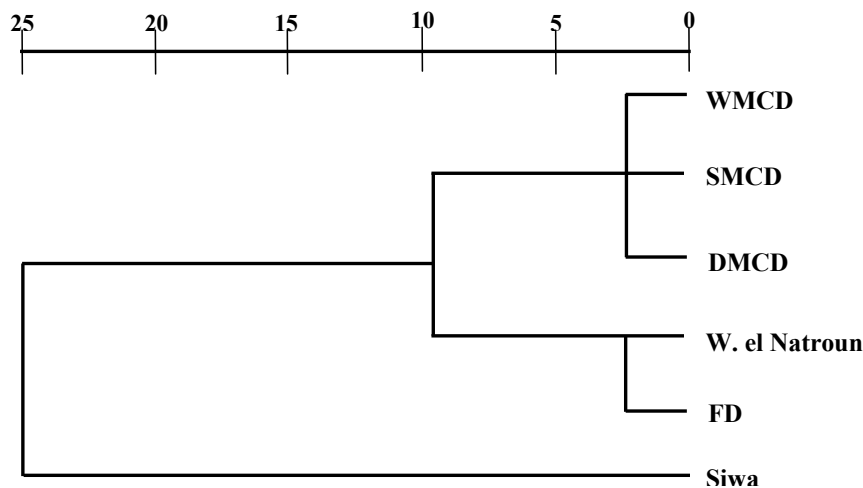 25 20 15 10 5 0
WMCD
SMCD
DMCD
W. el Natroun
FD
Siwa